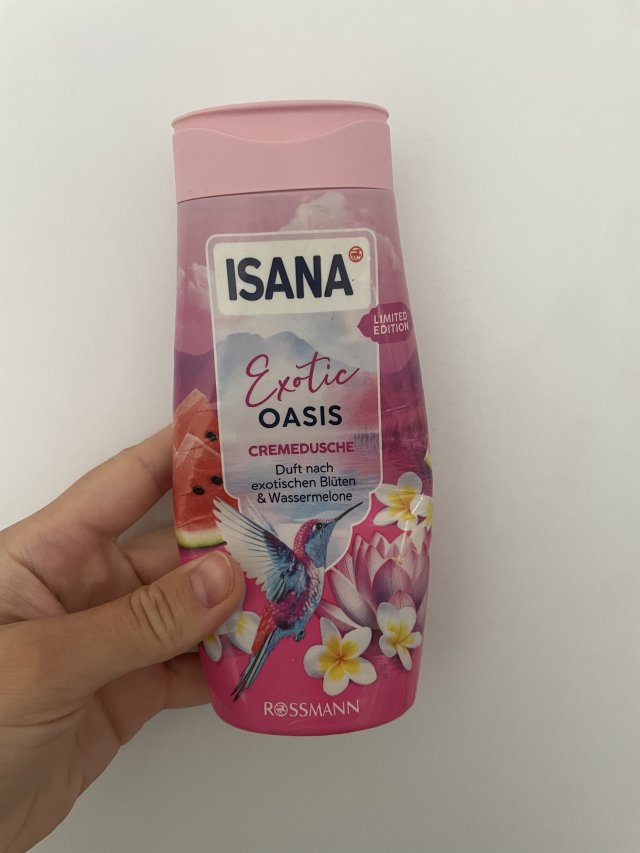 ISANA
LIMITED
EDITION
Exotic
OASIS
CREMEDUSCHE
Duft nach
exotischen Blüten
& Wassermelone
ROSSMANN